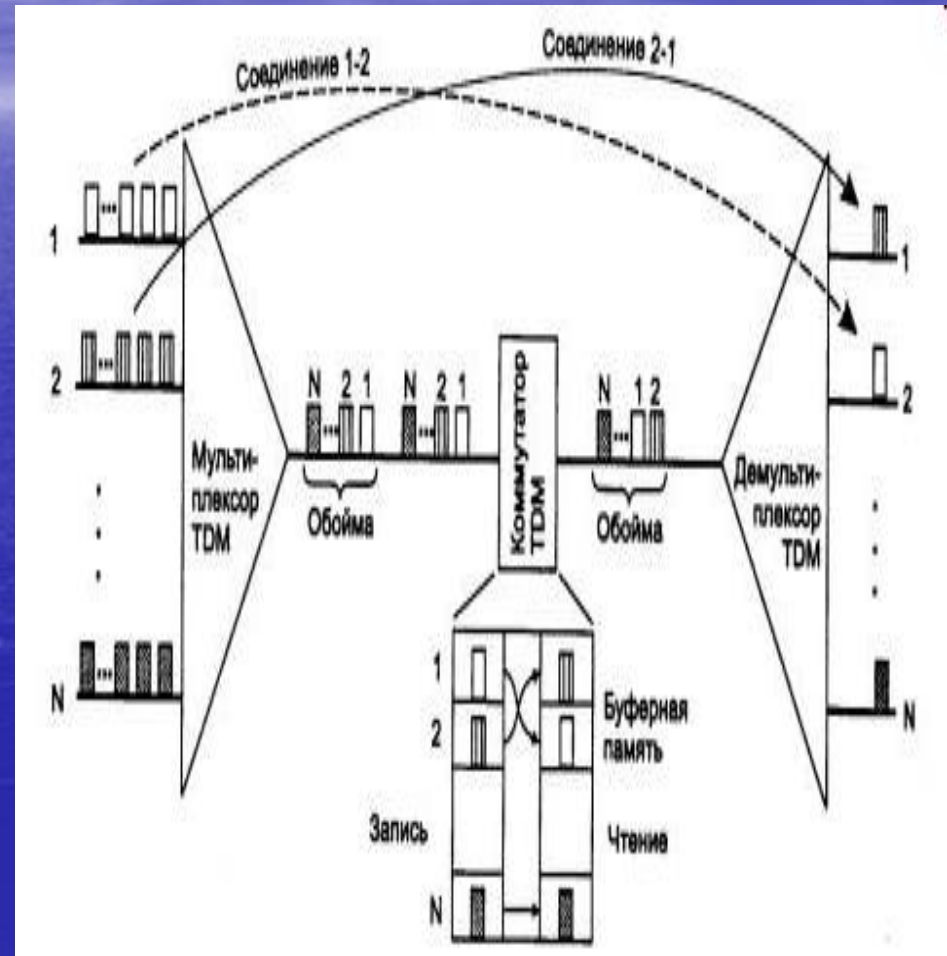 Соединение 1-2
Соединение 2-1
1
2
N
Мульти-
плексор
TDM
N 2 1
N 2 1
Обойма
Коммутатор
TDM
N 1 2
Обойма
Демульти-
плексор
TDM
1
2
N
1
2
N
Запись
Буферная
память
Чтение